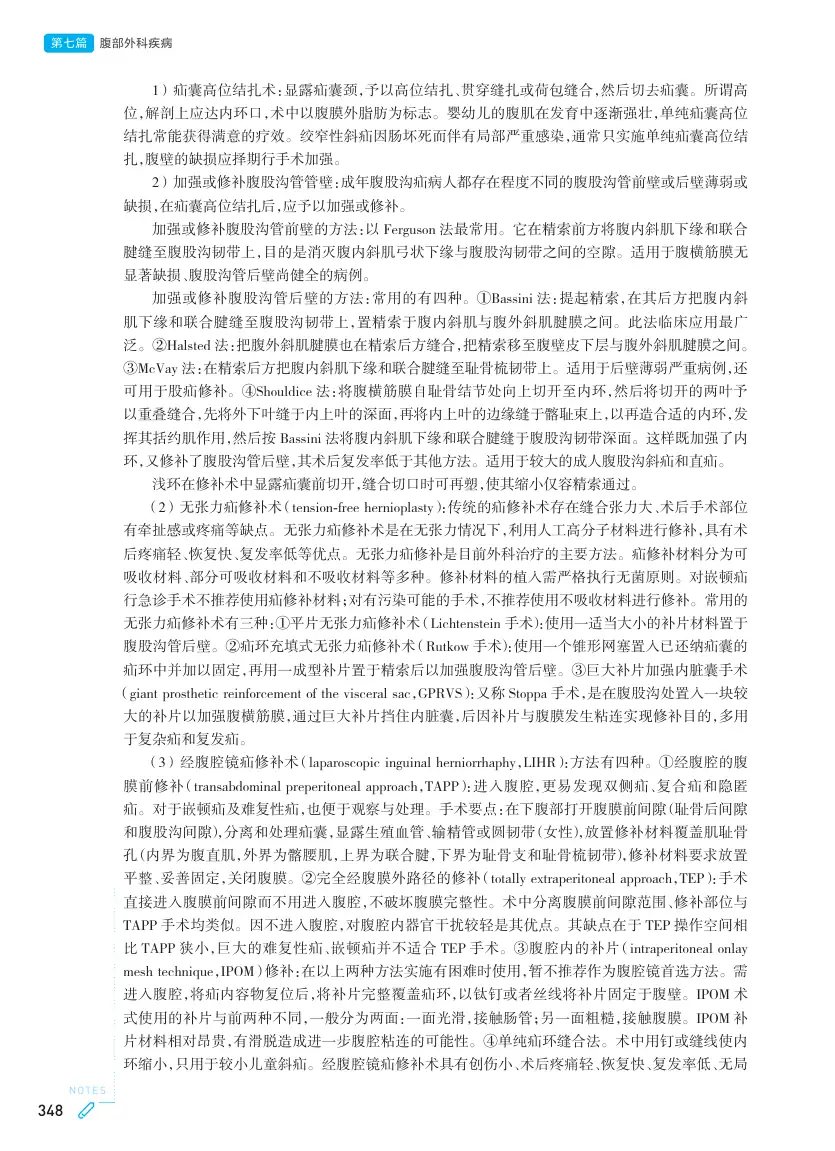 第七篇 腹部外科疾病
1）疝囊高位结扎术:显露疝囊颈,予以高位结扎、贯穿缝扎或荷包缝合,然后切去疝囊。所谓高
位,解剖上应达内环口,术中以腹膜外脂肪为标志。婴幼儿的腹肌在发育中逐渐强壮,单纯疝囊高位
结扎常能获得满意的疗效。绞窄性斜疝因肠坏死而伴有局部严重感染,通常只实施单纯疝囊高位结
扎,腹壁的缺损应择期行手术加强。
2）加强或修补腹股沟管管壁:成年腹股沟疝病人都存在程度不同的腹股沟管前壁或后壁薄弱或
缺损,在疝囊高位结扎后,应予以加强或修补。
加强或修补腹股沟管前壁的方法:以 Ferguson 法最常用。它在精索前方将腹内斜肌下缘和联合
腱缝至腹股沟韧带上,目的是消灭腹内斜肌弓状下缘与腹股沟韧带之间的空隙。适用于腹横筋膜无
显著缺损、腹股沟管后壁尚健全的病例。
加强或修补腹股沟管后壁的方法:常用的有四种。①Bassini 法:提起精索,在其后方把腹内斜
肌下缘和联合腱缝至腹股沟韧带上,置精索于腹内斜肌与腹外斜肌腱膜之间。此法临床应用最广
泛。②Halsted 法:把腹外斜肌腱膜也在精索后方缝合,把精索移至腹壁皮下层与腹外斜肌腱膜之间。
③McVay 法:在精索后方把腹内斜肌下缘和联合腱缝至耻骨梳韧带上。适用于后壁薄弱严重病例,还
可用于股疝修补。④Shouldice 法:将腹横筋膜自耻骨结节处向上切开至内环,然后将切开的两叶予
以重叠缝合,先将外下叶缝于内上叶的深面,再将内上叶的边缘缝于髂耻束上,以再造合适的内环,发
挥其括约肌作用,然后按 Bassini 法将腹内斜肌下缘和联合腱缝于腹股沟韧带深面。这样既加强了内
环,又修补了腹股沟管后壁,其术后复发率低于其他方法。适用于较大的成人腹股沟斜疝和直疝。
浅环在修补术中显露疝囊前切开,缝合切口时可再塑,使其缩小仅容精索通过。
（2）无张力疝修补术（tension-free hernioplasty）:传统的疝修补术存在缝合张力大、术后手术部位
有牵扯感或疼痛等缺点。无张力疝修补术是在无张力情况下,利用人工高分子材料进行修补,具有术
后疼痛轻、恢复快、复发率低等优点。无张力疝修补是目前外科治疗的主要方法。疝修补材料分为可
吸收材料、部分可吸收材料和不吸收材料等多种。修补材料的植入需严格执行无菌原则。对嵌顿疝
行急诊手术不推荐使用疝修补材料;对有污染可能的手术,不推荐使用不吸收材料进行修补。常用的
无张力疝修补术有三种:①平片无张力疝修补术（Lichtenstein 手术）:使用一适当大小的补片材料置于
腹股沟管后壁。②疝环充填式无张力疝修补术（Rutkow 手术）:使用一个锥形网塞置入已还纳疝囊的
疝环中并加以固定,再用一成型补片置于精索后以加强腹股沟管后壁。③巨大补片加强内脏囊手术
（giant prosthetic reinforcement of the visceral sac,GPRVS）:又称 Stoppa 手术,是在腹股沟处置入一块较
大的补片以加强腹横筋膜,通过巨大补片挡住内脏囊,后因补片与腹膜发生粘连实现修补目的,多用
于复杂疝和复发疝。
（3）经腹腔镜疝修补术（laparoscopic inguinal herniorrhaphy,LIHR）:方法有四种。①经腹腔的腹
膜前修补（transabdominal preperitoneal approach,TAPP）:进入腹腔,更易发现双侧疝、复合疝和隐匿
疝。对于嵌顿疝及难复性疝,也便于观察与处理。手术要点:在下腹部打开腹膜前间隙（耻骨后间隙
和腹股沟间隙）,分离和处理疝囊,显露生殖血管、输精管或圆韧带（女性）,放置修补材料覆盖肌耻骨
孔（内界为腹直肌,外界为髂腰肌,上界为联合腱,下界为耻骨支和耻骨梳韧带）,修补材料要求放置
平整、妥善固定,关闭腹膜。②完全经腹膜外路径的修补（totally extraperitoneal approach,TEP）:手术
直接进入腹膜前间隙而不用进入腹腔,不破坏腹膜完整性。术中分离腹膜前间隙范围、修补部位与
TAPP 手术均类似。因不进入腹腔,对腹腔内器官干扰较轻是其优点。其缺点在于 TEP 操作空间相
比 TAPP 狭小,巨大的难复性疝、嵌顿疝并不适合 TEP 手术。③腹腔内的补片（intraperitoneal onlay
mesh technique,IPOM）修补:在以上两种方法实施有困难时使用,暂不推荐作为腹腔镜首选方法。需
进入腹腔,将疝内容物复位后,将补片完整覆盖疝环,以钛钉或者丝线将补片固定于腹壁。IPOM 术
式使用的补片与前两种不同,一般分为两面:一面光滑,接触肠管;另一面粗糙,接触腹膜。IPOM 补
片材料相对昂贵,有滑脱造成进一步腹腔粘连的可能性。④单纯疝环缝合法。术中用钉或缝线使内
环缩小,只用于较小儿童斜疝。经腹腔镜疝修补术具有创伤小、术后疼痛轻、恢复快、复发率低、无局
NOTES
348